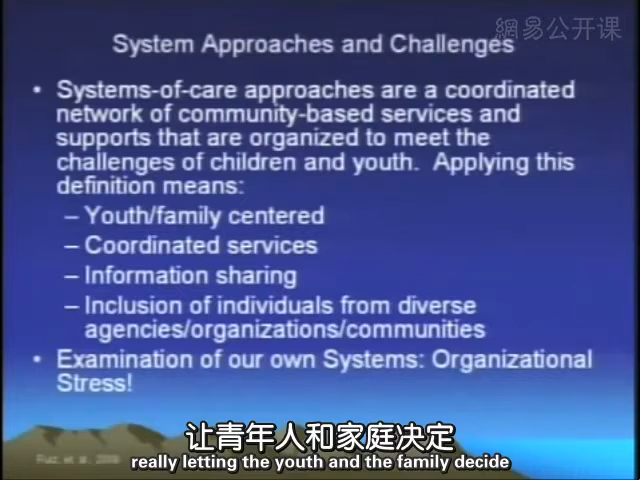 網易公开课
System Approaches and Challenges
• Systems-of-care approaches are a coordinated
network of community-based services and
supports that are organized to meet the
challenges of children and youth.  Applying this
definition means:
– Youth/family centered
– Coordinated services
– Information sharing
– Inclusion of individuals from diverse
agencies/organizations/communities
• Examination of our own Systems: Organizational
Stress!
让青年人和家庭决定
really letting the youth and the family decide